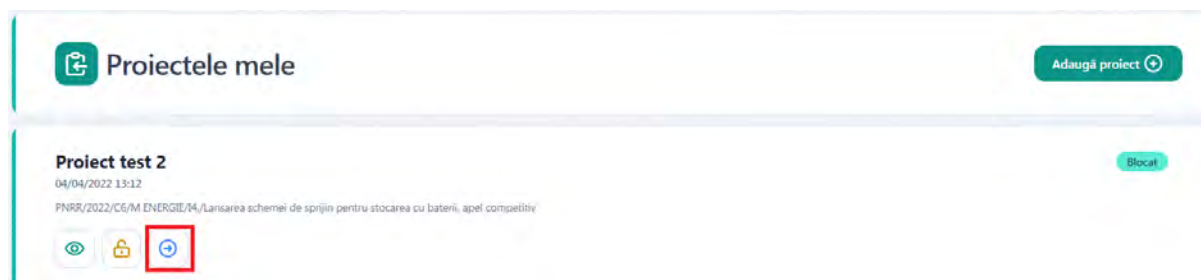 Proiectele mele
Adaugă proiect
Proiect test 2
Blocat
04/04/2022 13:12
PNRR/2022/C6/M ENERGIE/I4,/Lansarea schemei de sprijin pentru stocarea cu baterii, apel competitiv